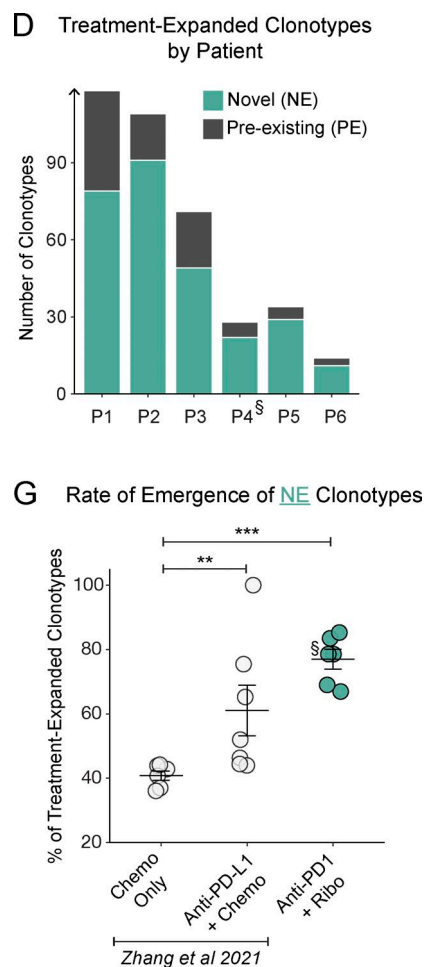 D Treatment-Expanded Clonotypes
by Patient
Novel (NE)
Pre-existing (PE)
Number of Clonotypes
90
60
30
0
P1 P2 P3 P4§ P5 P6
G Rate of Emergence of NE Clonotypes
***
**
% of Treatment-Expanded Clonotypes
100
80
60
40
20
§
Chemo
Only
Anti-PD-L1
+ Chemo
Anti-PD1
+ Ribo
Zhang et al 2021